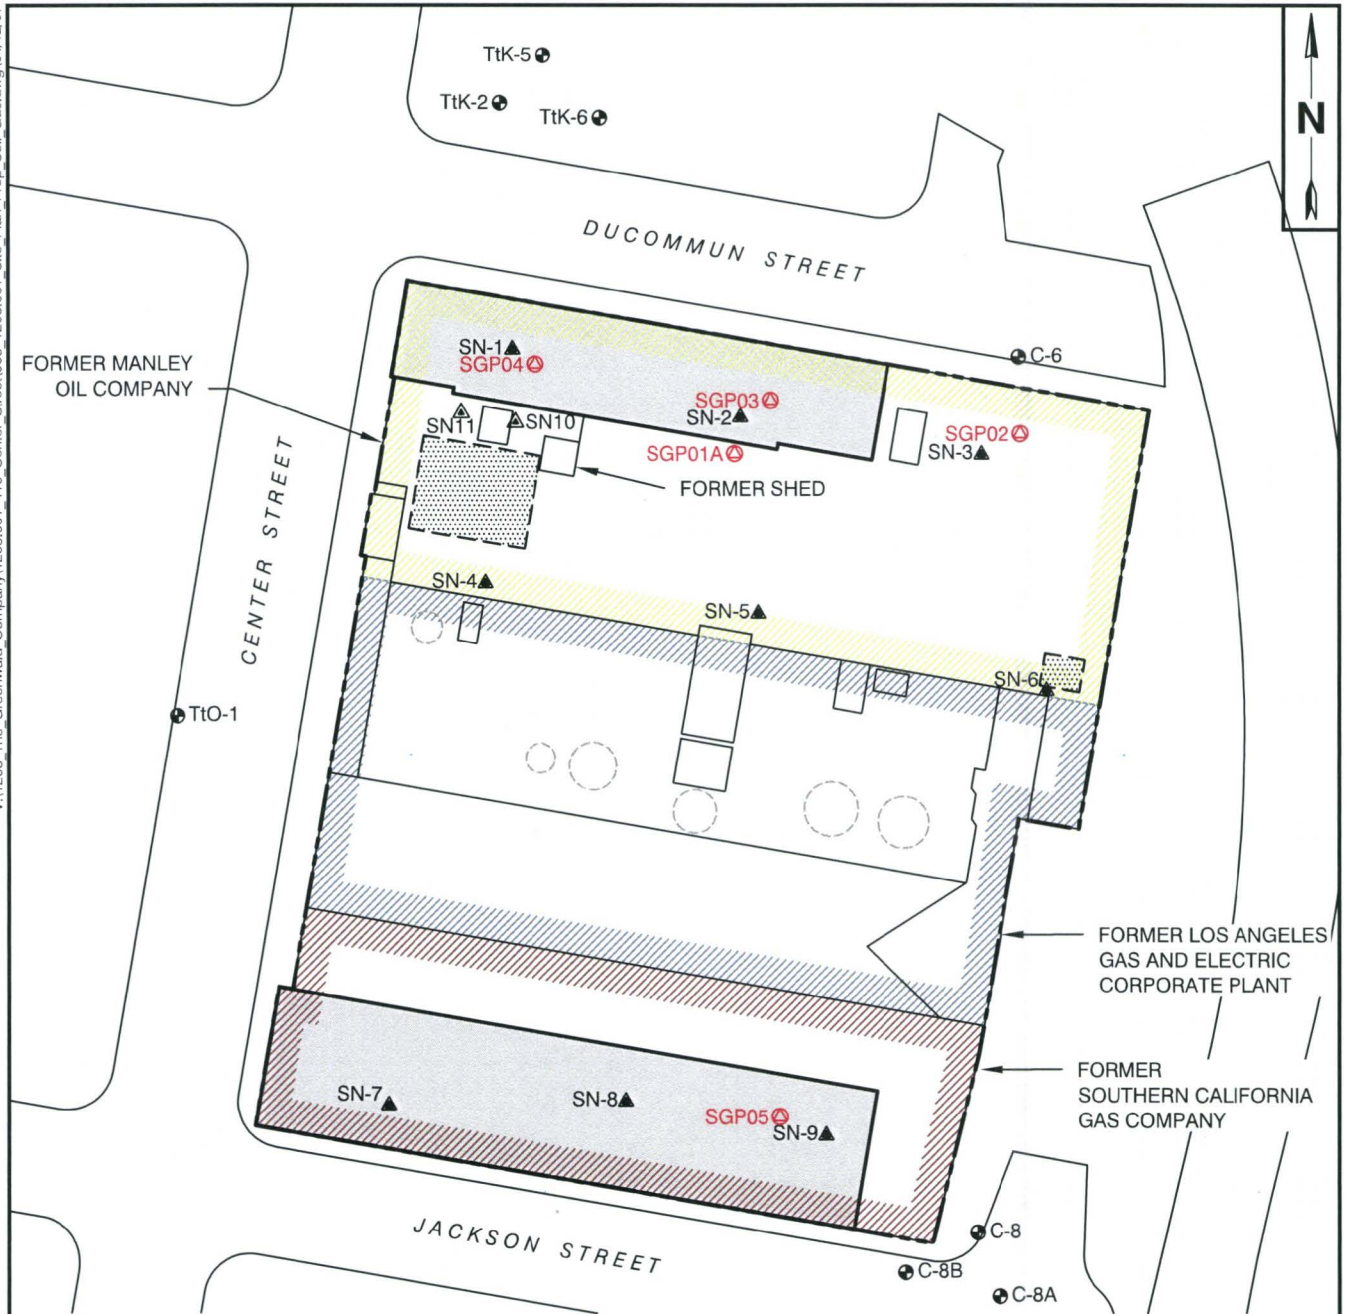 TtK-5
TtK-2
TtK-6
N
DUCOMMUN STREET
C-6
FORMER MANLEY
OIL COMPANY
SN-1
SGP04
SGP03
SN-2
SN11
SN10
SGP02
SN-3
SGP01A
FORMER SHED
CENTER STREET
SN-4
SN-5
SN-6
TtO-1
FORMER LOS ANGELES
GAS AND ELECTRIC
CORPORATE PLANT
FORMER
SOUTHERN CALIFORNIA
GAS COMPANY
SN-7
SN-8
SGP05
SN-9
JACKSON STREET
C-8
C-8B
C-8A